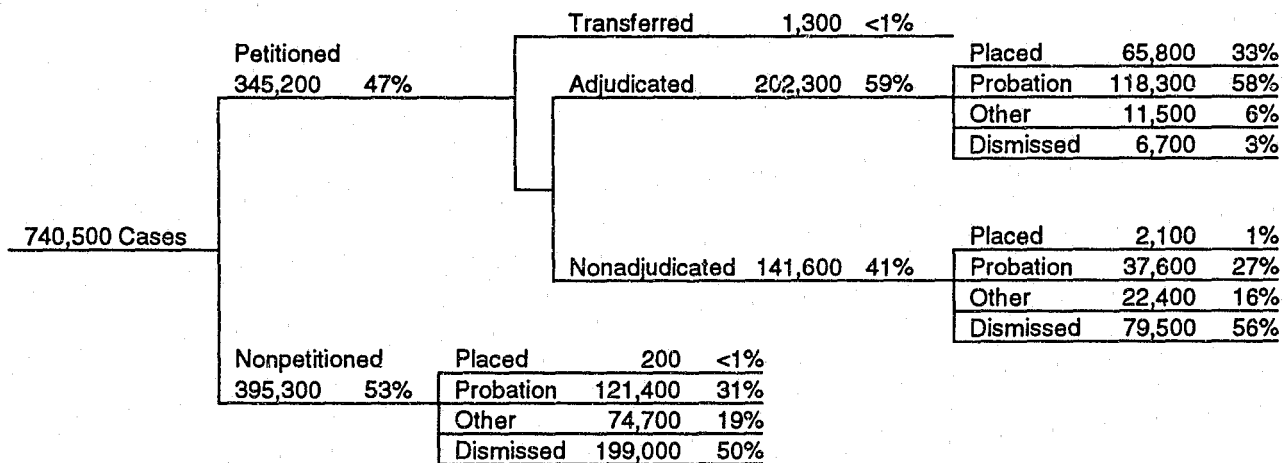 Transferred 1,300 <1%
Petitioned
345,200 47%
Adjudicated 202,300 59%
Placed 65,800 33%
Probation 118,300 58%
Other 11,500 6%
Dismissed 6,700 3%
740,500 Cases
Nonadjudicated 141,600 41%
Placed 2,100 1%
Probation 37,600 27%
Other 22,400 16%
Dismissed 79,500 56%
Nonpetitioned
395,300 53%
Placed 200 <1%
Probation 121,400 31%
Other 74,700 19%
Dismissed 199,000 50%